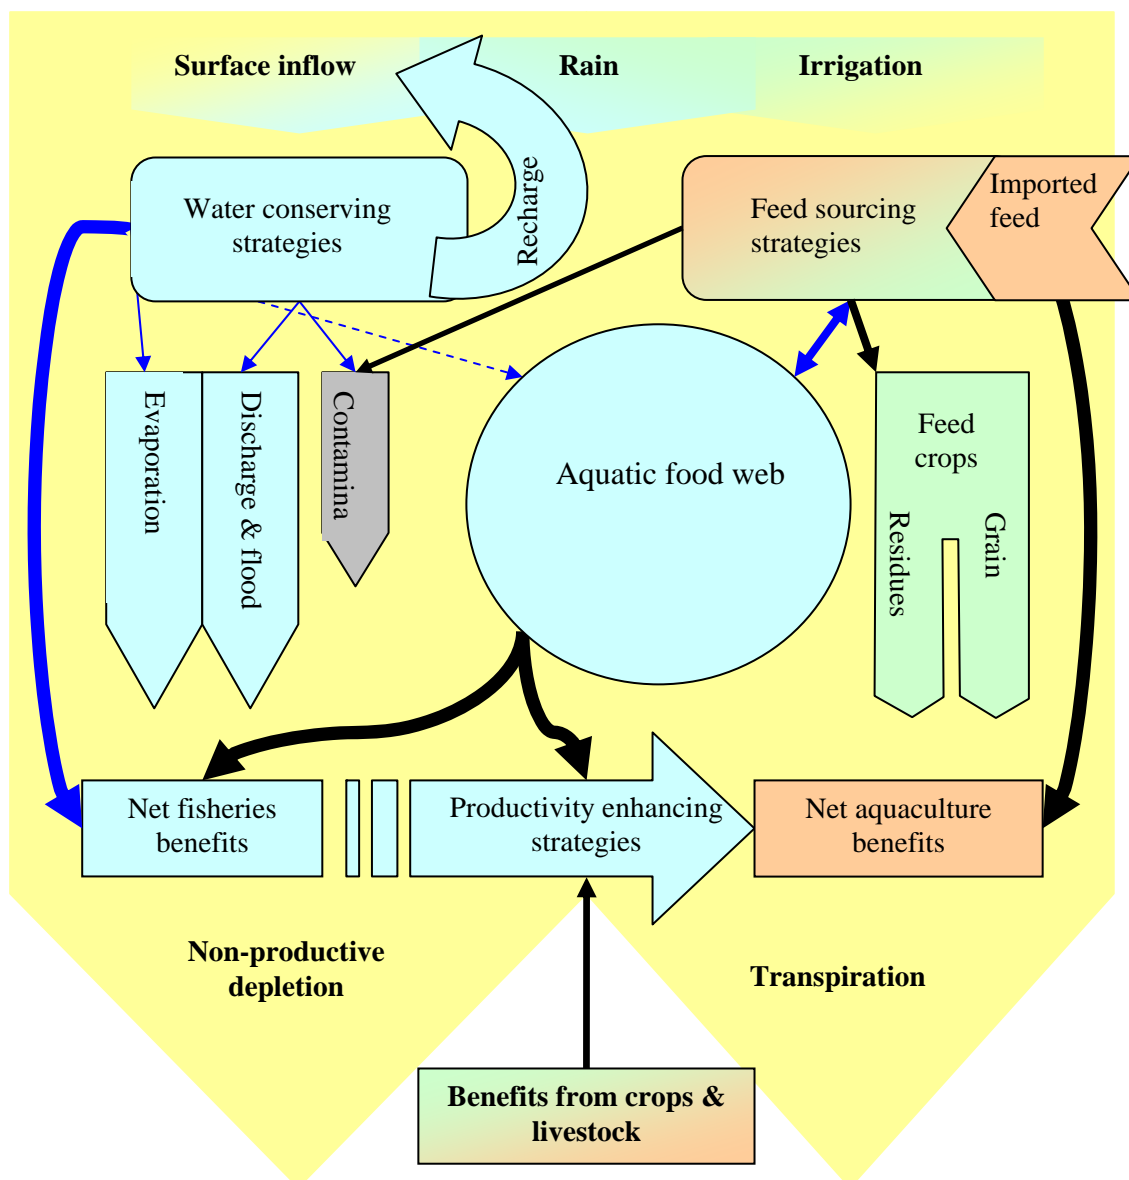 Surface inflow
Rain
Irrigation
Recharge
Water conserving
strategies
Feed sourcing
strategies
Imported
feed
Evaporation
Discharge & flood
Contamina
Aquatic food web
Feed
crops
Residues
Grain
Net fisheries
benefits
Productivity enhancing
strategies
Net aquaculture
benefits
Non-productive
depletion
Transpiration
Benefits from crops &
livestock